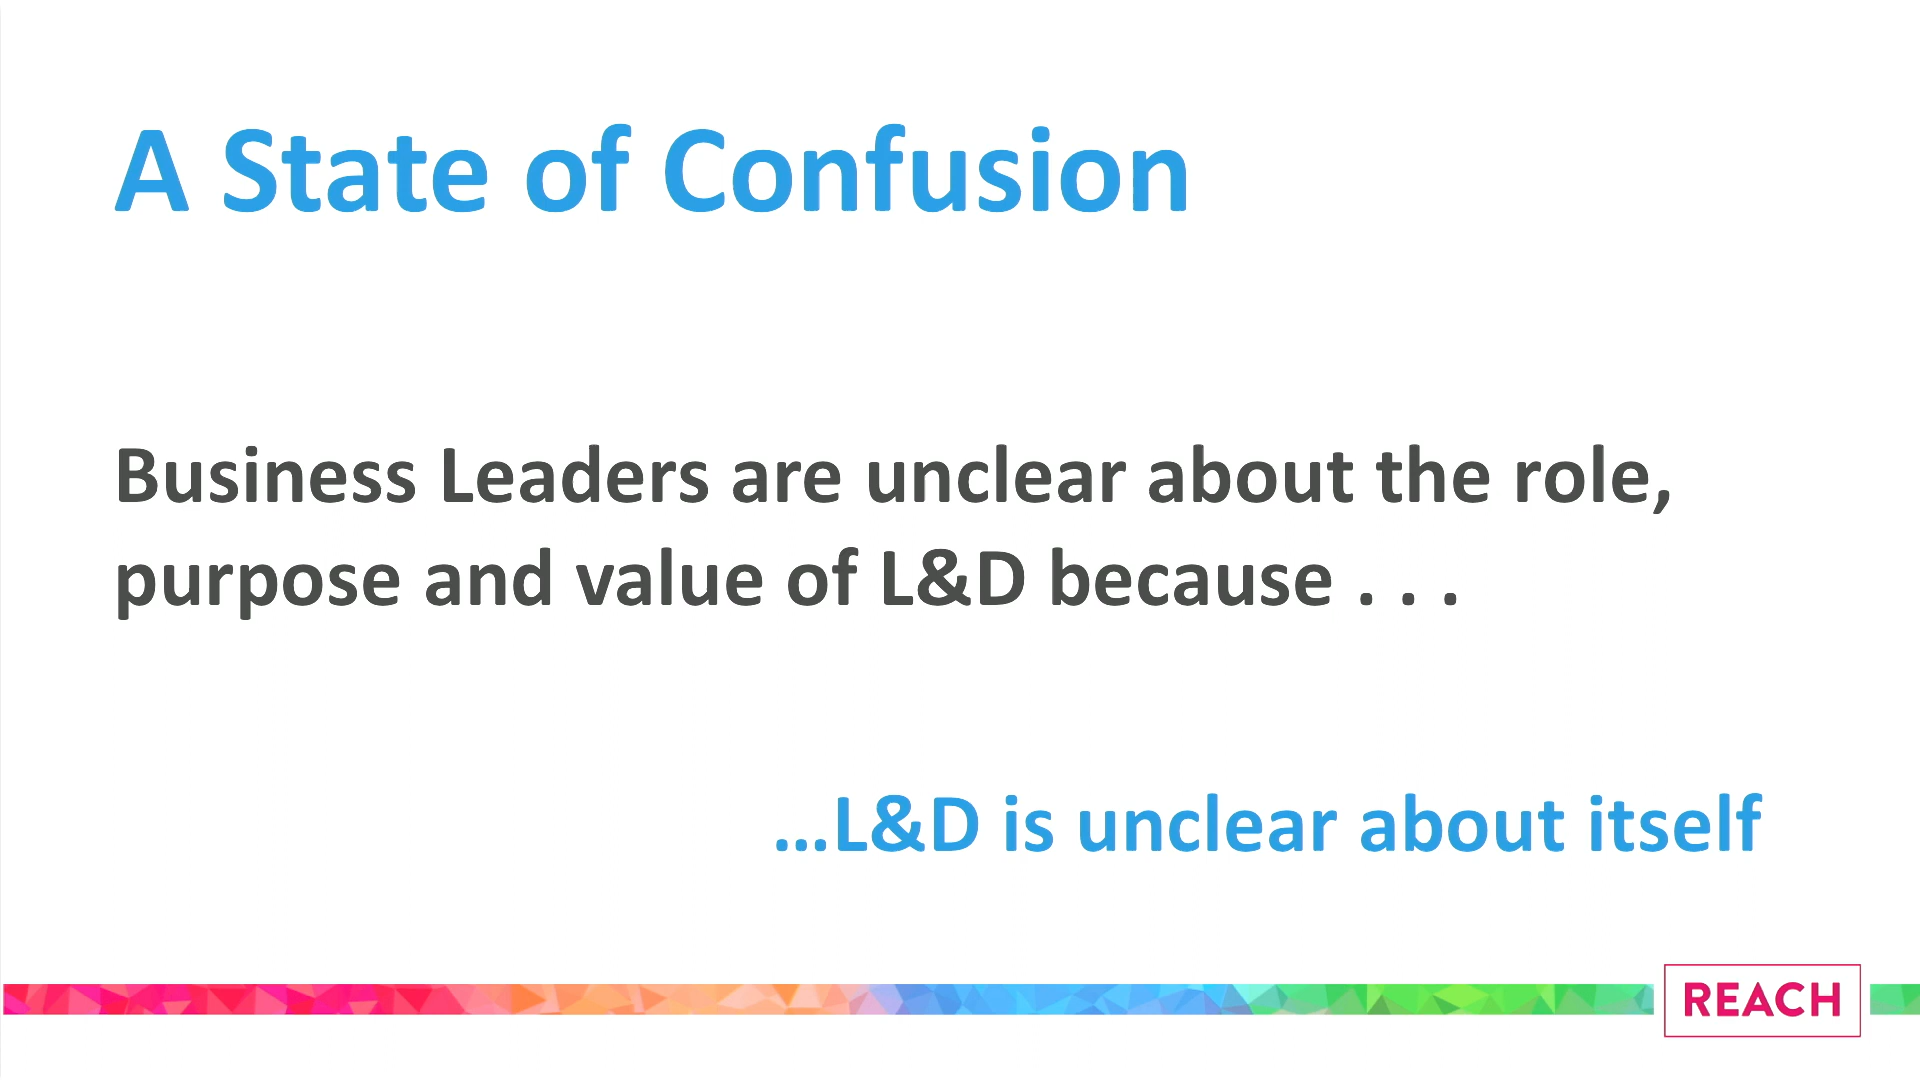 A State of Confusion
Business Leaders are unclear about the role,
purpose and value of L&D because . . .
...L&D is unclear about itself
REACH